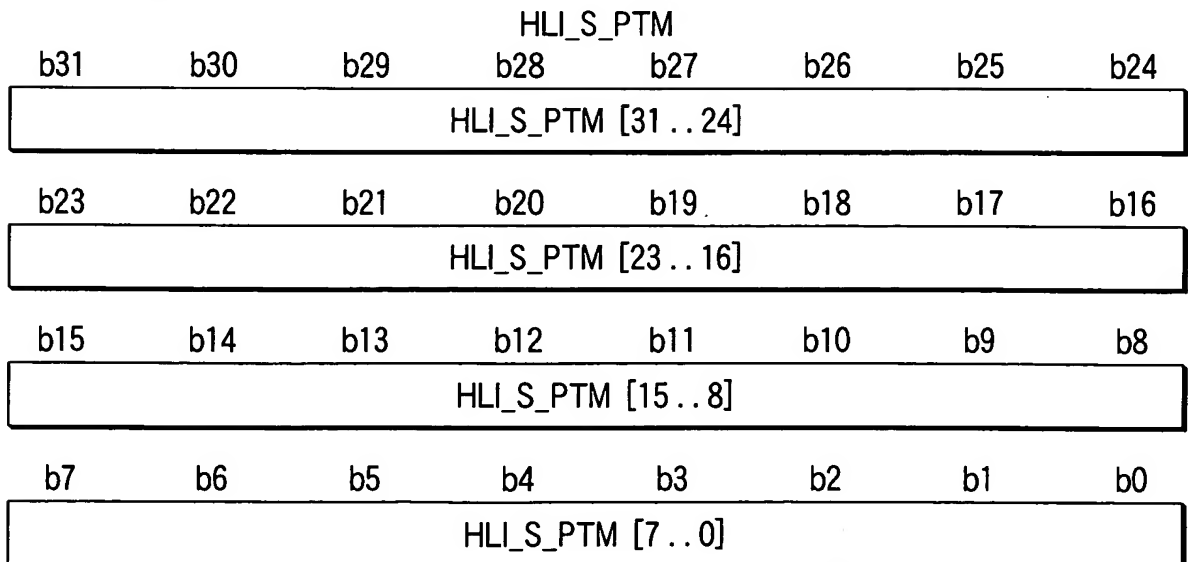 HLI_S_PTM
b31 b30 b29 b28 b27 b26 b25 b24
HLI_S_PTM [31 . . 24]
b23 b22 b21 b20 b19 b18 b17 b16
HLI_S_PTM [23 . . 16]
b15 b14 b13 b12 b11 b10 b9 b8
HLI_S_PTM [15 . . 8]
b7 b6 b5 b4 b3 b2 b1 b0
HLI_S_PTM [7 . . 0]